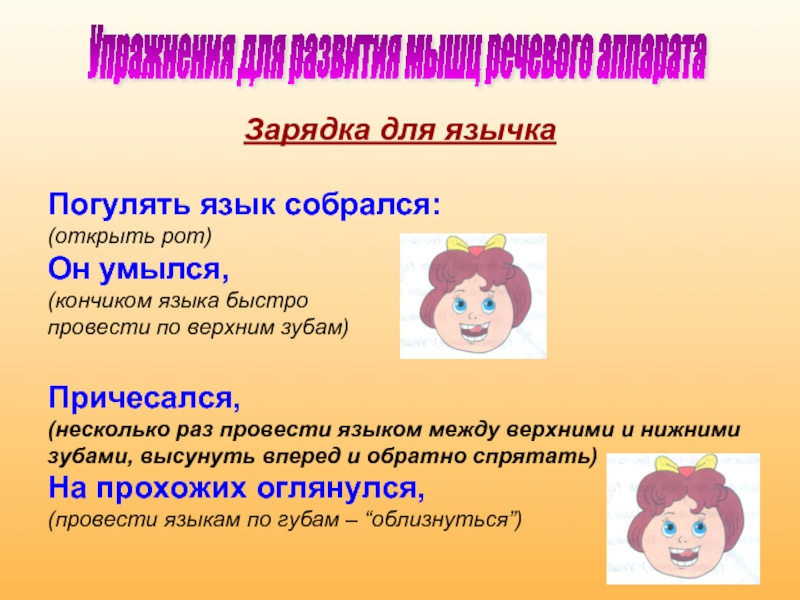 Упражнения для развития мышц речевого аппарата
Зарядка для язычка
Погулять язык собрался:
(открыть рот)
Он умылся,
(кончиком языка быстро
провести по верхним зубам)
Причесался,
(несколько раз провести языком между верхними и нижними
зубами, высунуть вперед и обратно спрятать)
На прохожих оглянулся,
(провести языкам по губам – “облизнуться”)